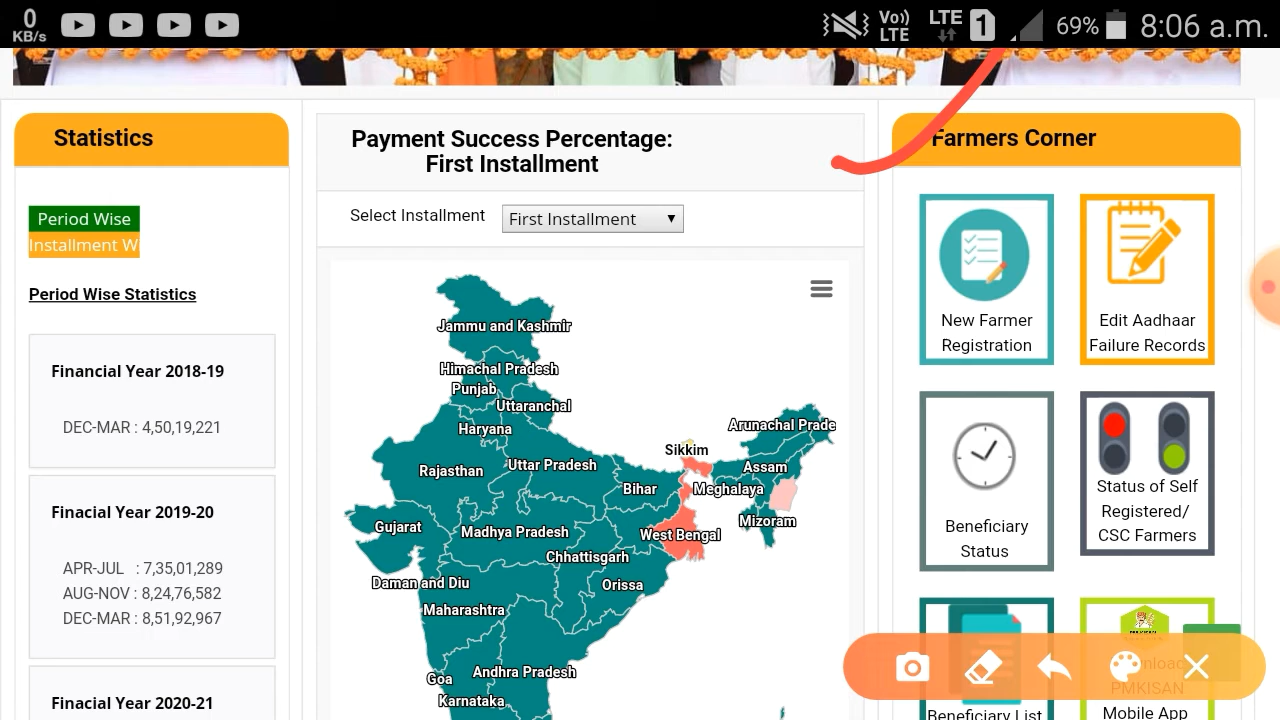 0
KB/s
Vo))
LTE
LTE
1
69%
8:06 a.m.
Statistics
Period Wise
Installment W
Period Wise Statistics
Financial Year 2018-19
DEC-MAR : 4,50,19,221
Finacial Year 2019-20
APR-JUL : 7,35,01,289
AUG-NOV : 8,24,76,582
DEC-MAR : 8,51,92,967
Finacial Year 2020-21
Payment Success Percentage:
First Installment
Select Installment
First Installment
Jammu and Kashmir
Himachal Pradesh
Punjab
Uttaranchal
Haryana
Arunachal Prade
Sikkim
Rajasthan
Uttar Pradesh
Assam
Bihar
Meghalaya
Gujarat
Madhya Pradesh
West Bengal
Mizoram
Chhattisgarh
Daman and Diu
Orissa
Maharashtra
Goa
Andhra Pradesh
Karnataka
Farmers Corner
New Farmer
Registration
Edit Aadhaar
Failure Records
Beneficiary
Status
Status of Self
Registered/
CSC Farmers
Beneficiary List
PMKISAN
Mobile App